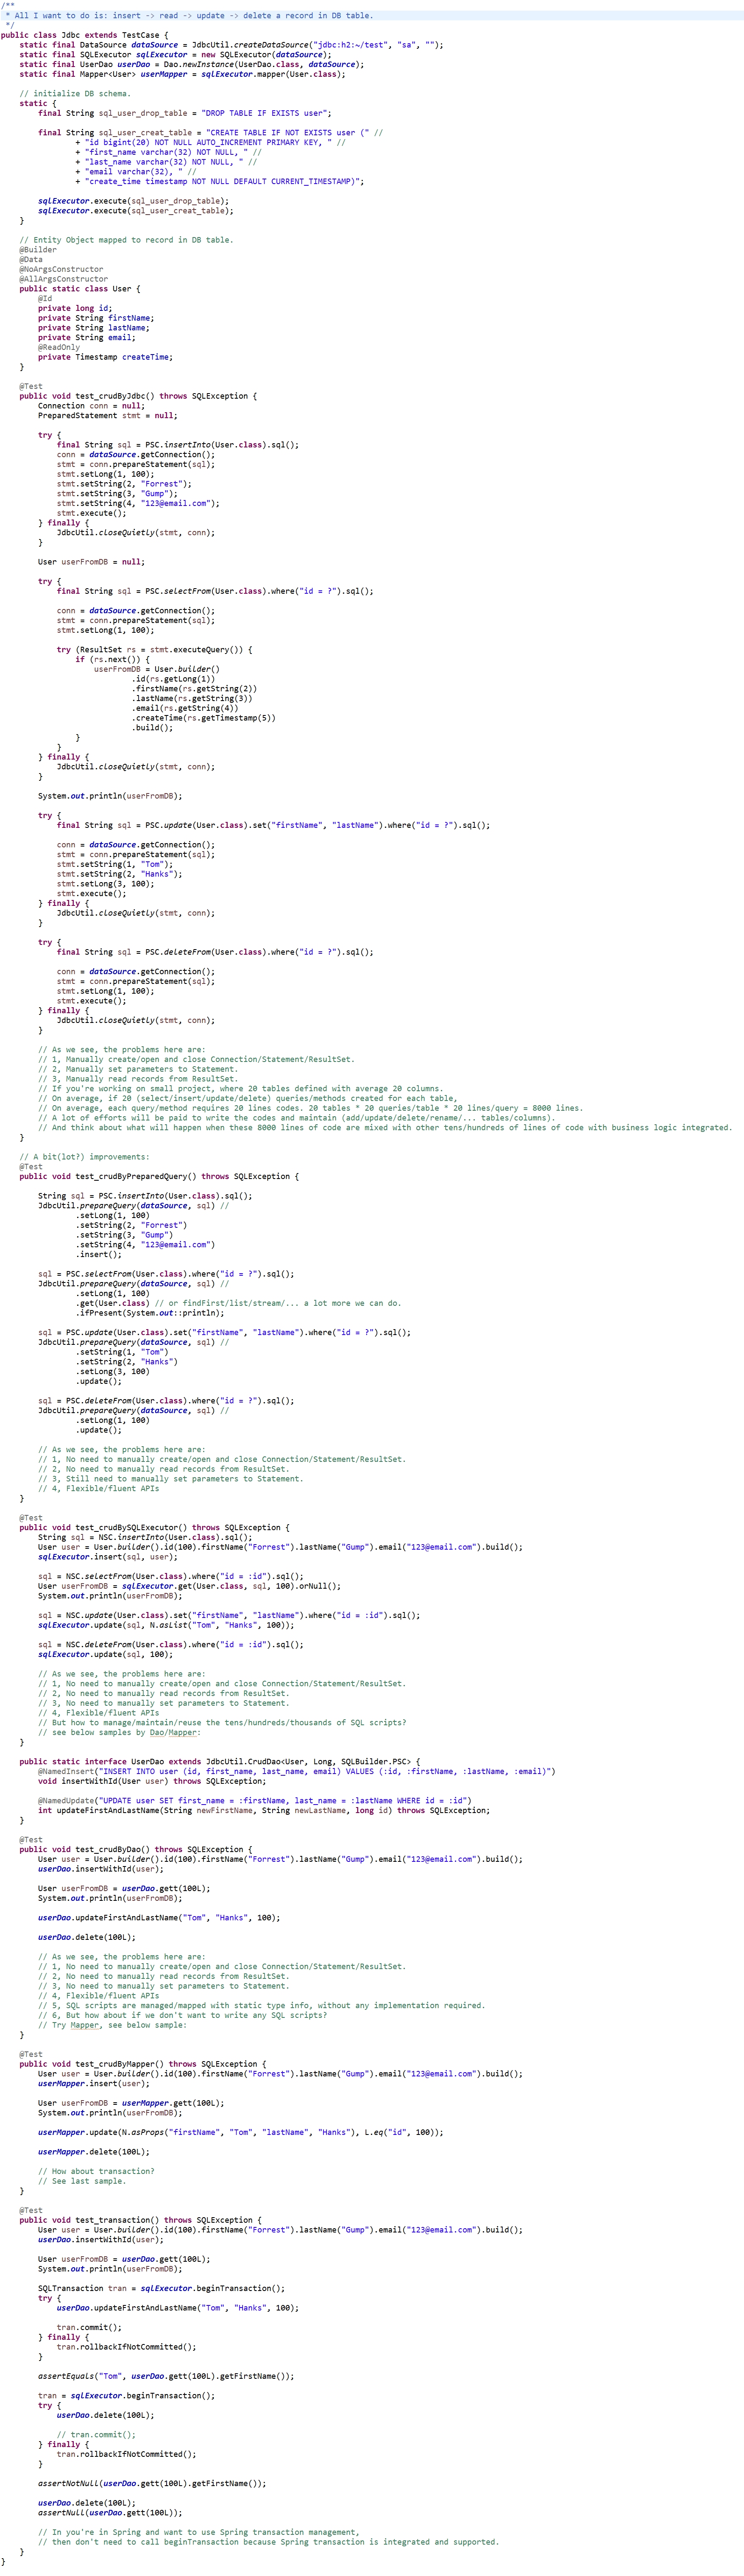 /**
 * All I want to do is: insert -> read -> update -> delete a record in DB table.
 */
public class Jdbc extends TestCase {
    static final DataSource dataSource = JdbcUtil.createDataSource("jdbc:h2:~/test", "sa", "");
    static final SQLExecutor sqlExecutor = new SQLExecutor(dataSource);
    static final UserDao userDao = Dao.newInstance(UserDao.class, dataSource);
    static final Mapper<User> userMapper = sqlExecutor.mapper(User.class);

    // initialize DB schema.
    static {
        final String sql_user_drop_table = "DROP TABLE IF EXISTS user";

        final String sql_user_creat_table = "CREATE TABLE IF NOT EXISTS user (" //
                + "id bigint(20) NOT NULL AUTO_INCREMENT PRIMARY KEY, " //
                + "first_name varchar(32) NOT NULL, " //
                + "last_name varchar(32) NOT NULL, " //
                + "email varchar(32), " //
                + "create_time timestamp NOT NULL DEFAULT CURRENT_TIMESTAMP)";

        sqlExecutor.execute(sql_user_drop_table);
        sqlExecutor.execute(sql_user_creat_table);
    }

    // Entity Object mapped to record in DB table.
    @Builder
    @Data
    @NoArgsConstructor
    @AllArgsConstructor
    public static class User {
        @Id
        private long id;
        private String firstName;
        private String lastName;
        private String email;
        @ReadOnly
        private Timestamp createTime;
    }

    @Test
    public void test_crudByJdbc() throws SQLException {
        Connection conn = null;
        PreparedStatement stmt = null;

        try {
            final String sql = PSC.insertInto(User.class).sql();
            conn = dataSource.getConnection();
            stmt = conn.prepareStatement(sql);
            stmt.setLong(1, 100);
            stmt.setString(2, "Forrest");
            stmt.setString(3, "Gump");
            stmt.setString(4, "123@email.com");
            stmt.execute();
        } finally {
            JdbcUtil.closeQuietly(stmt, conn);
        }

        User userFromDB = null;

        try {
            final String sql = PSC.selectFrom(User.class).where("id = ?").sql();

            conn = dataSource.getConnection();
            stmt = conn.prepareStatement(sql);
            stmt.setLong(1, 100);

            try (ResultSet rs = stmt.executeQuery()) {
                if (rs.next()) {
                    userFromDB = User.builder()
                            .id(rs.getLong(1))
                            .firstName(rs.getString(2))
                            .lastName(rs.getString(3))
                            .email(rs.getString(4))
                            .createTime(rs.getTimestamp(5))
                            .build();
                }
            }
        } finally {
            JdbcUtil.closeQuietly(stmt, conn);
        }

        System.out.println(userFromDB);

        try {
            final String sql = PSC.update(User.class).set("firstName", "lastName").where("id = ?").sql();

            conn = dataSource.getConnection();
            stmt = conn.prepareStatement(sql);
            stmt.setString(1, "Tom");
            stmt.setString(2, "Hanks");
            stmt.setLong(3, 100);
            stmt.execute();
        } finally {
            JdbcUtil.closeQuietly(stmt, conn);
        }

        try {
            final String sql = PSC.deleteFrom(User.class).where("id = ?").sql();

            conn = dataSource.getConnection();
            stmt = conn.prepareStatement(sql);
            stmt.setLong(1, 100);
            stmt.execute();
        } finally {
            JdbcUtil.closeQuietly(stmt, conn);
        }

        // As we see, the problems here are:
        // 1, Manually create/open and close Connection/Statement/ResultSet.
        // 2, Manually set parameters to Statement.
        // 3, Manually read records from ResultSet.
        // If you're working on small project, where 20 tables defined with average 20 columns.
        // On average, if 20 (select/insert/update/delete) queries/methods created for each table,
        // On average, each query/method requires 20 lines codes. 20 tables * 20 queries/table * 20 lines/query = 8000 lines.
        // A lot of efforts will be paid to write the codes and maintain (add/update/delete/rename/... tables/columns).
        // And think about what will happen when these 8000 lines of code are mixed with other tens/hundreds of lines of code with business logic integrated.
    }

    // A bit(lot?) improvements:
    @Test
    public void test_crudByPreparedQuery() throws SQLException {

        String sql = PSC.insertInto(User.class).sql();
        JdbcUtil.prepareQuery(dataSource, sql) //
                .setLong(1, 100)
                .setString(2, "Forrest")
                .setString(3, "Gump")
                .setString(4, "123@email.com")
                .insert();

        sql = PSC.selectFrom(User.class).where("id = ?").sql();
        JdbcUtil.prepareQuery(dataSource, sql) //
                .setLong(1, 100)
                .get(User.class) // or findFirst/list/stream/... a lot more we can do.
                .ifPresent(System.out::println);

        sql = PSC.update(User.class).set("firstName", "lastName").where("id = ?").sql();
        JdbcUtil.prepareQuery(dataSource, sql) //
                .setString(1, "Tom")
                .setString(2, "Hanks")
                .setLong(3, 100)
                .update();

        sql = PSC.deleteFrom(User.class).where("id = ?").sql();
        JdbcUtil.prepareQuery(dataSource, sql) //
                .setLong(1, 100)
                .update();

        // As we see, the problems here are:
        // 1, No need to manually create/open and close Connection/Statement/ResultSet.
        // 2, No need to manually read records from ResultSet.
        // 3, Still need to manually set parameters to Statement.
        // 4, Flexible/fluent APIs
    }

    @Test
    public void test_crudBySQLExecutor() throws SQLException {
        String sql = NSC.insertInto(User.class).sql();
        User user = User.builder().id(100).firstName("Forrest").lastName("Gump").email("123@email.com").build();
        sqlExecutor.insert(sql, user);

        sql = NSC.selectFrom(User.class).where("id = :id").sql();
        User userFromDB = sqlExecutor.get(User.class, sql, 100).orNull();
        System.out.println(userFromDB);

        sql = NSC.update(User.class).set("firstName", "lastName").where("id = :id").sql();
        sqlExecutor.update(sql, N.asList("Tom", "Hanks", 100));

        sql = NSC.deleteFrom(User.class).where("id = :id").sql();
        sqlExecutor.update(sql, 100);

        // As we see, the problems here are:
        // 1, No need to manually create/open and close Connection/Statement/ResultSet.
        // 2, No need to manually read records from ResultSet.
        // 3, No need to manually set parameters to Statement.
        // 4, Flexible/fluent APIs
        // But how to manage/maintain/reuse the tens/hundreds/thousands of SQL scripts?
        // see below samples by Dao/Mapper:
    }

    public static interface UserDao extends JdbcUtil.CrudDao<User, Long, SQLBuilder.PSC> {
        @NamedInsert("INSERT INTO user (id, first_name, last_name, email) VALUES (:id, :firstName, :lastName, :email)")
        void insertWithId(User user) throws SQLException;

        @NamedUpdate("UPDATE user SET first_name = :firstName, last_name = :lastName WHERE id = :id")
        int updateFirstAndLastName(String newFirstName, String newLastName, long id) throws SQLException;
    }

    @Test
    public void test_crudByDao() throws SQLException {
        User user = User.builder().id(100).firstName("Forrest").lastName("Gump").email("123@email.com").build();
        userDao.insertWithId(user);

        User userFromDB = userDao.gett(100L);
        System.out.println(userFromDB);

        userDao.updateFirstAndLastName("Tom", "Hanks", 100);

        userDao.delete(100L);

        // As we see, the problems here are:
        // 1, No need to manually create/open and close Connection/Statement/ResultSet.
        // 2, No need to manually read records from ResultSet.
        // 3, No need to manually set parameters to Statement.
        // 4, Flexible/fluent APIs
        // 5, SQL scripts are managed/mapped with static type info, without any implementation required.
        // 6, But how about if we don't want to write any SQL scripts?
        // Try Mapper, see below sample:
    }

    @Test
    public void test_crudByMapper() throws SQLException {
        User user = User.builder().id(100).firstName("Forrest").lastName("Gump").email("123@email.com").build();
        userMapper.insert(user);

        User userFromDB = userMapper.gett(100L);
        System.out.println(userFromDB);

        userMapper.update(N.asProps("firstName", "Tom", "lastName", "Hanks"), L.eq("id", 100));

        userMapper.delete(100L);

        // How about transaction?
        // See last sample.
    }

    @Test
    public void test_transaction() throws SQLException {
        User user = User.builder().id(100).firstName("Forrest").lastName("Gump").email("123@email.com").build();
        userDao.insertWithId(user);

        User userFromDB = userDao.gett(100L);
        System.out.println(userFromDB);

        SQLTransaction tran = sqlExecutor.beginTransaction();
        try {
            userDao.updateFirstAndLastName("Tom", "Hanks", 100);

            tran.commit();
        } finally {
            tran.rollbackIfNotCommitted();
        }

        assertEquals("Tom", userDao.gett(100L).getFirstName());

        tran = sqlExecutor.beginTransaction();
        try {
            userDao.delete(100L);

            // tran.commit();
        } finally {
            tran.rollbackIfNotCommitted();
        }

        assertNotNull(userDao.gett(100L).getFirstName());

        userDao.delete(100L);
        assertNull(userDao.gett(100L));

        // In you're in Spring and want to use Spring transaction management,
        // then don't need to call beginTransaction because Spring transaction is integrated and supported.
    }
}